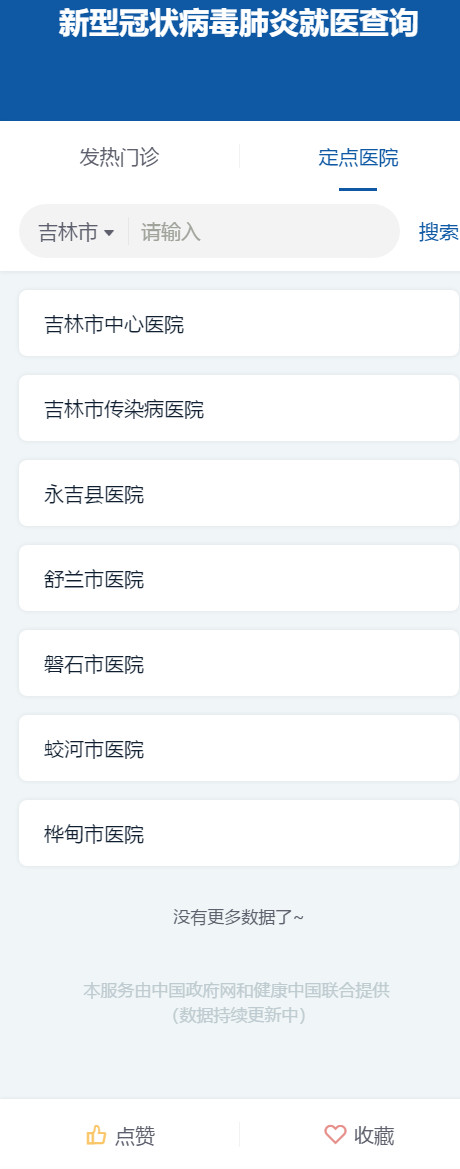 新型冠状病毒肺炎就医查询
发热门诊
定点医院
吉林市
请输入
搜索
吉林市中心医院
吉林市传染病医院
永吉县医院
舒兰市医院
磐石市医院
蛟河市医院
桦甸市医院
没有更多数据了~
本服务由中国政府网和健康中国联合提供
(数据持续更新中)
点赞
收藏